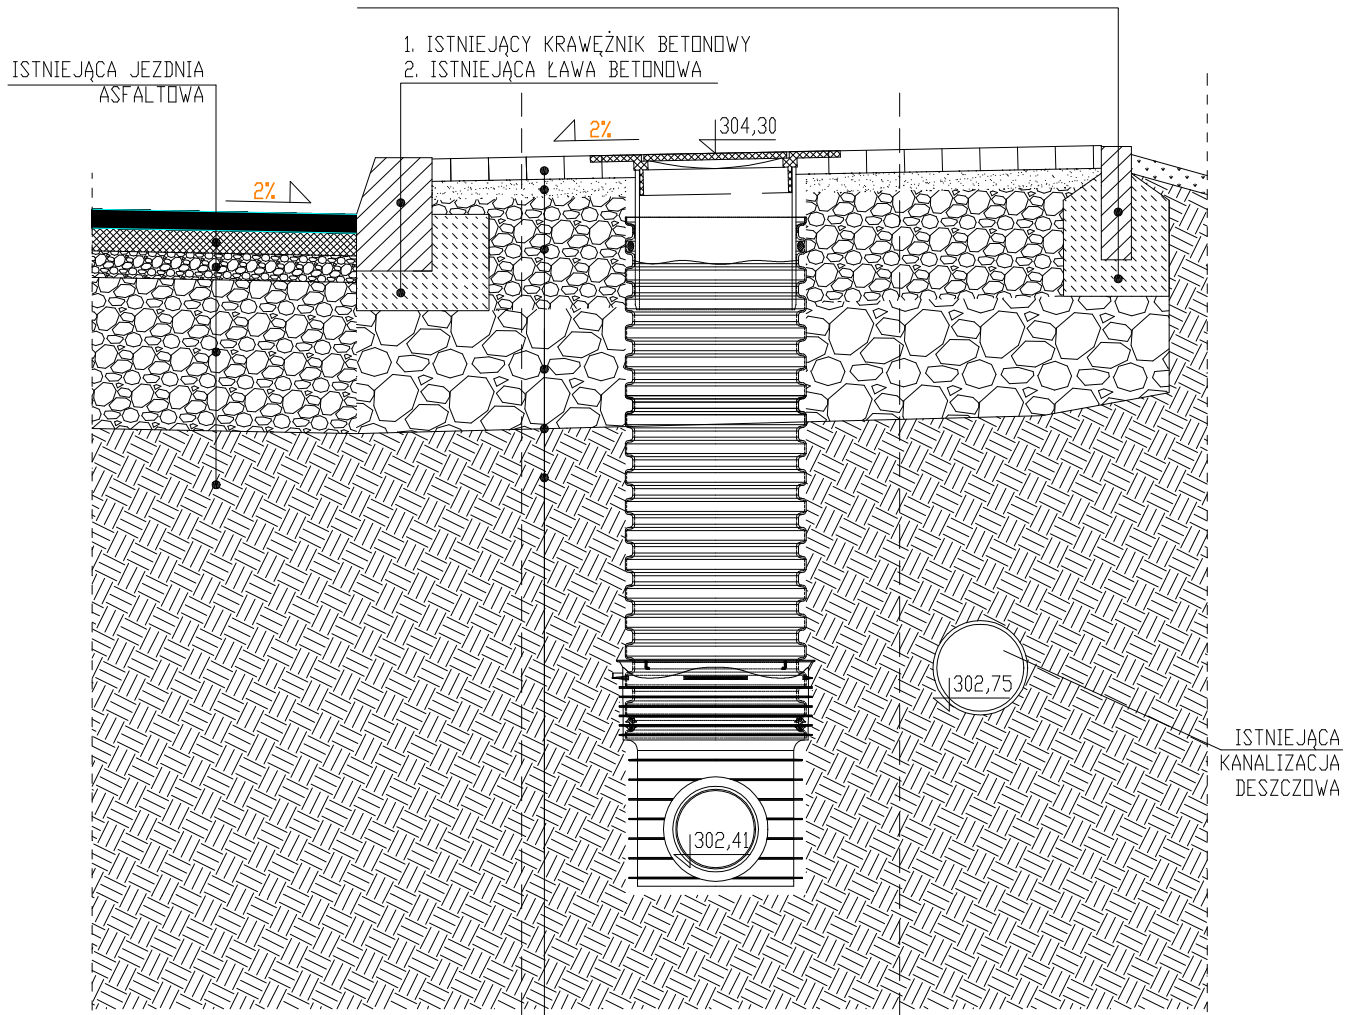 1. ISTNIEJĄCY KRAWĘŻNIK BETONOWY
2. ISTNIEJĄCA ŁAWA BETONOWA
ISTNIEJĄCA JEZDNIA
ASFALTOWA
2%
304,30
2%
302,75
ISTNIEJĄCA
KANALIZACJA
DESZCZOWA
302,41